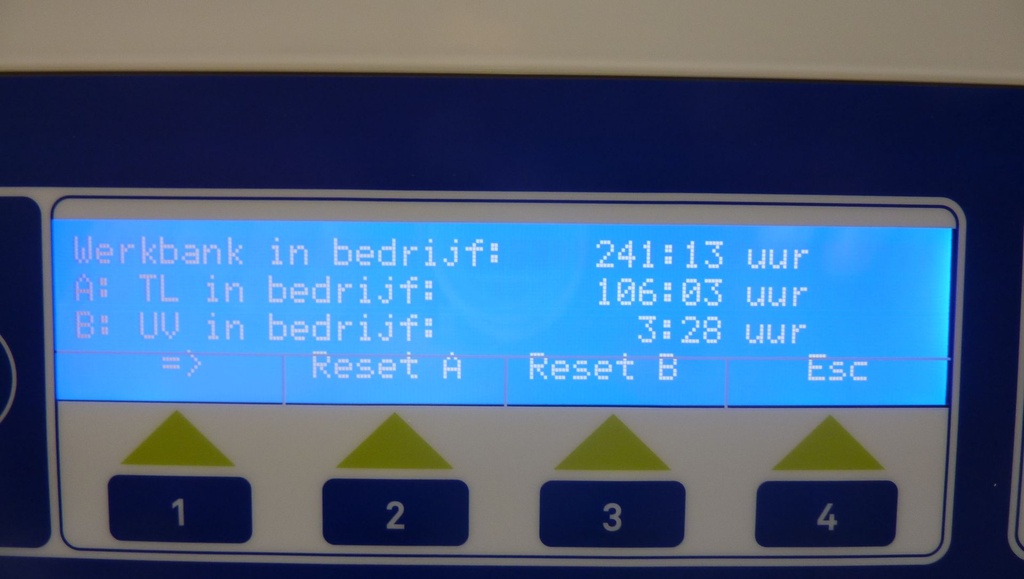 Werkbank in bedrijf: 241:13 uur
A: TL in bedrijf: 106:03 uur
B: UV in bedrijf: 3:28 uur
=> Reset A Reset B Esc
1 2 3 4